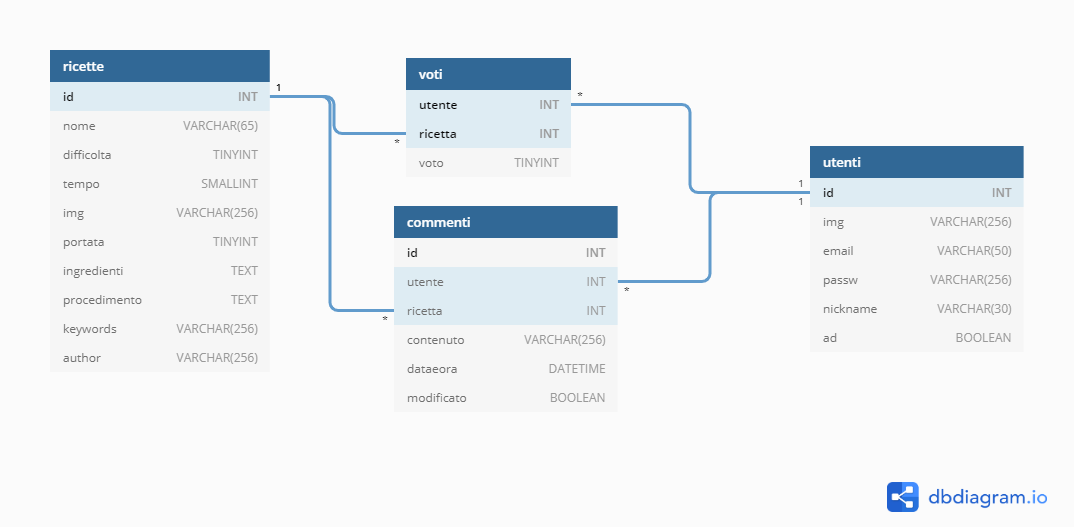 ricette
id INT
nome VARCHAR(65)
difficolta TINYINT
tempo SMALLINT
img VARCHAR(256)
portata TINYINT
ingredienti TEXT
procedimento TEXT
keywords VARCHAR(256)
author VARCHAR(256)
1
*
*
voti
utente INT
ricetta INT
voto TINYINT
*
commenti
id INT
utente INT
ricetta INT
contenuto VARCHAR(256)
dataeora DATETIME
modificato BOOLEAN
*
1
1
utenti
id INT
img VARCHAR(256)
email VARCHAR(50)
passw VARCHAR(256)
nickname VARCHAR(30)
ad BOOLEAN
dbdiagram.io